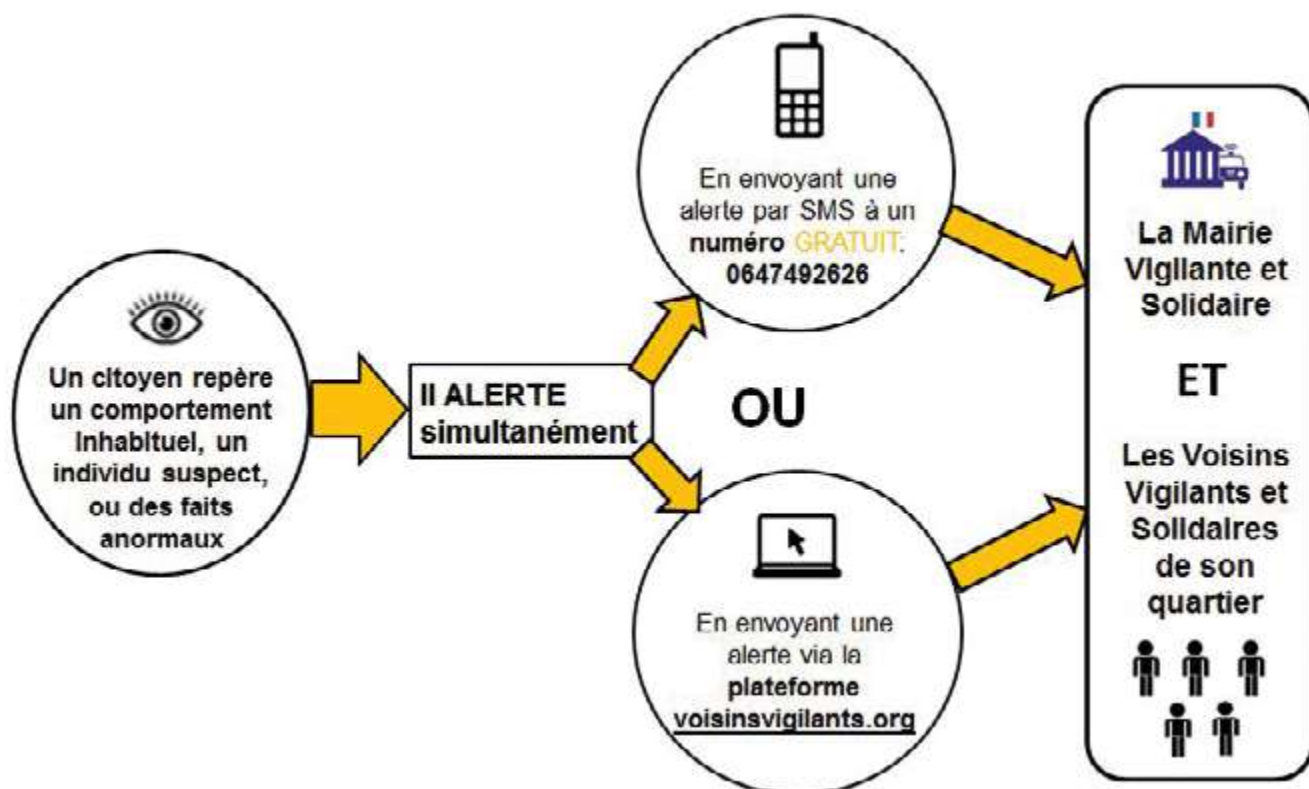 Un citoyen repère
un comportement
inhabituel, un
individu suspect,
ou des faits
anormaux
Il ALERTE
simultanément
En envoyant une
alerte par SMS à un
numéro GRATUIT.
0647492626
OU
En envoyant une
alerte via la
plateforme
voisinsvigilants.org
La Mairie
Vigilante et
Solidaire
ET
Les Voisins
Vigilants et
Solidaires
de son
quartier